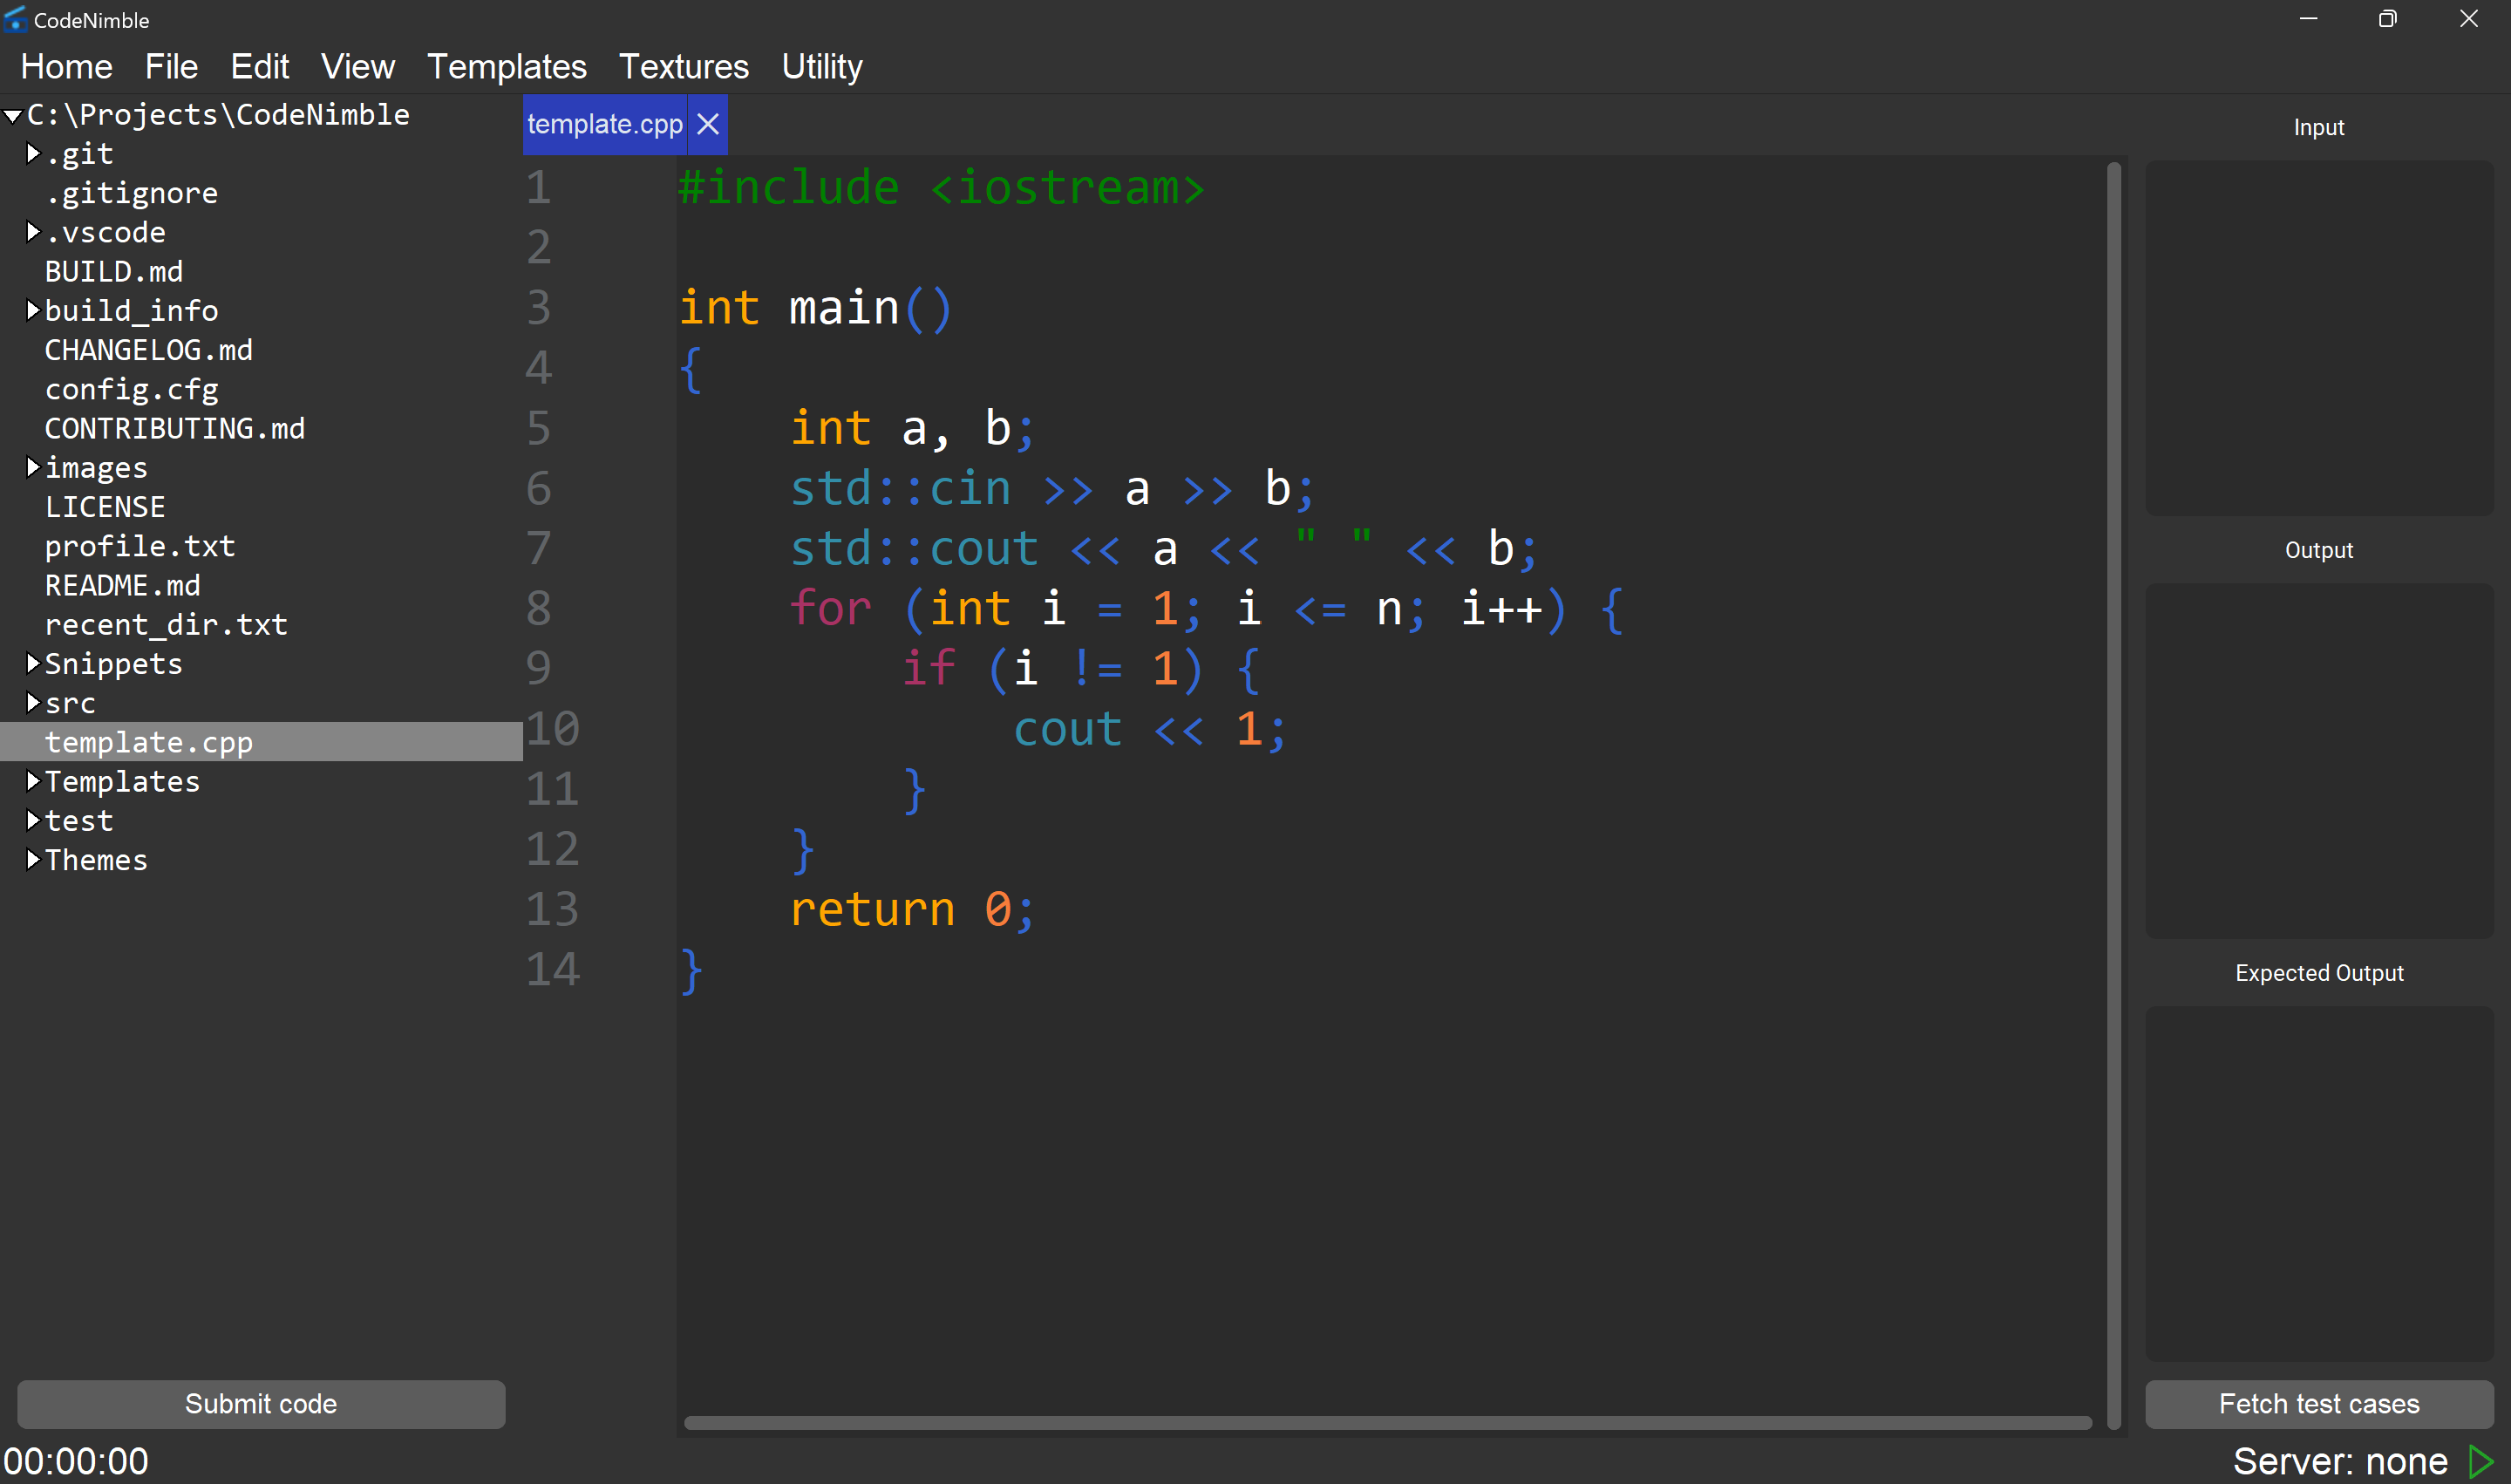 CodeNimble
Home File Edit View Templates Textures Utility
C:\Projects\CodeNimble
.git
.gitignore
.vscode
BUILD.md
build_info
CHANGELOG.md
config.cfg
CONTRIBUTING.md
images
LICENSE
profile.txt
README.md
recent_dir.txt
Snippets
src
template.cpp
Templates
test
Themes
Submit code
00:00:00
template.cpp
1 #include <iostream>
2
3 int main()
4 {
5     int a, b;
6     std::cin >> a >> b;
7     std::cout << a << " " << b;
8     for (int i = 1; i <= n; i++) {
9         if (i != 1) {
10             cout << 1;
11         }
12     }
13     return 0;
14 }
Input
Output
Expected Output
Fetch test cases
Server: none